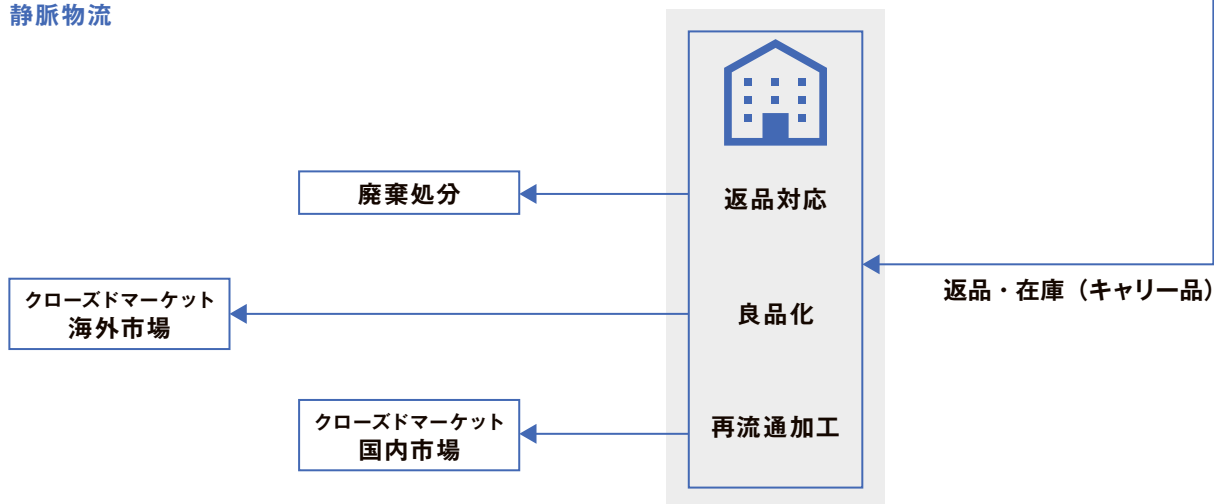 静脈物流
廃棄処分
返品対応
返品・在庫（キャリー品）
クローズドマーケット
海外市場
良品化
クローズドマーケット
国内市場
再流通加工